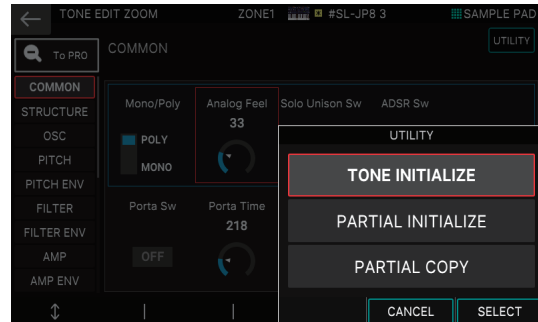 TONE EDIT ZOOM ZONE1 #SL-JP8 3 SAMPLE PAD
To PRO COMMON UTILITY
COMMON
STRUCTURE
OSC
PITCH
PITCH ENV
FILTER
FILTER ENV
AMP
AMP ENV
Mono/Poly Analog Feel Solo Unison Sw ADSR Sw
33
POLY
MONO
Porta Sw Porta Time
218
OFF
UTILITY
TONE INITIALIZE
PARTIAL INITIALIZE
PARTIAL COPY
CANCEL SELECT